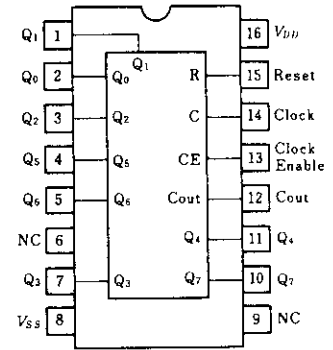 Q₁ 1 16 V_DD
Q₁
Q₀ 2 Q₀ R 15 Reset
Q₂ 3 Q₂ C 14 Clock
Q₅ 4 Q₅ CE 13 Clock Enable
Q₆ 5 Q₆ Cout 12 Cout
NC 6 Q₄ 11 Q₄
Q₃ 7 Q₃ Q₇ 10 Q₇
V_SS 8 9 NC